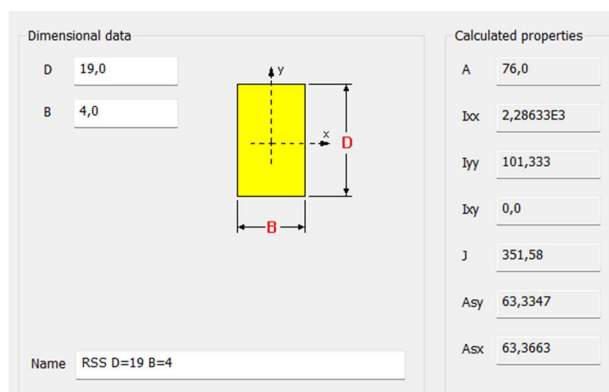 Dimensional data
D 19,0
B 4,0
y
x
D
B
Name RSS D=19 B=4
Calculated properties
A 76,0
Ixx 2,28633E3
Iyy 101,333
Ixy 0,0
J 351,58
Asy 63,3347
Asx 63,3663